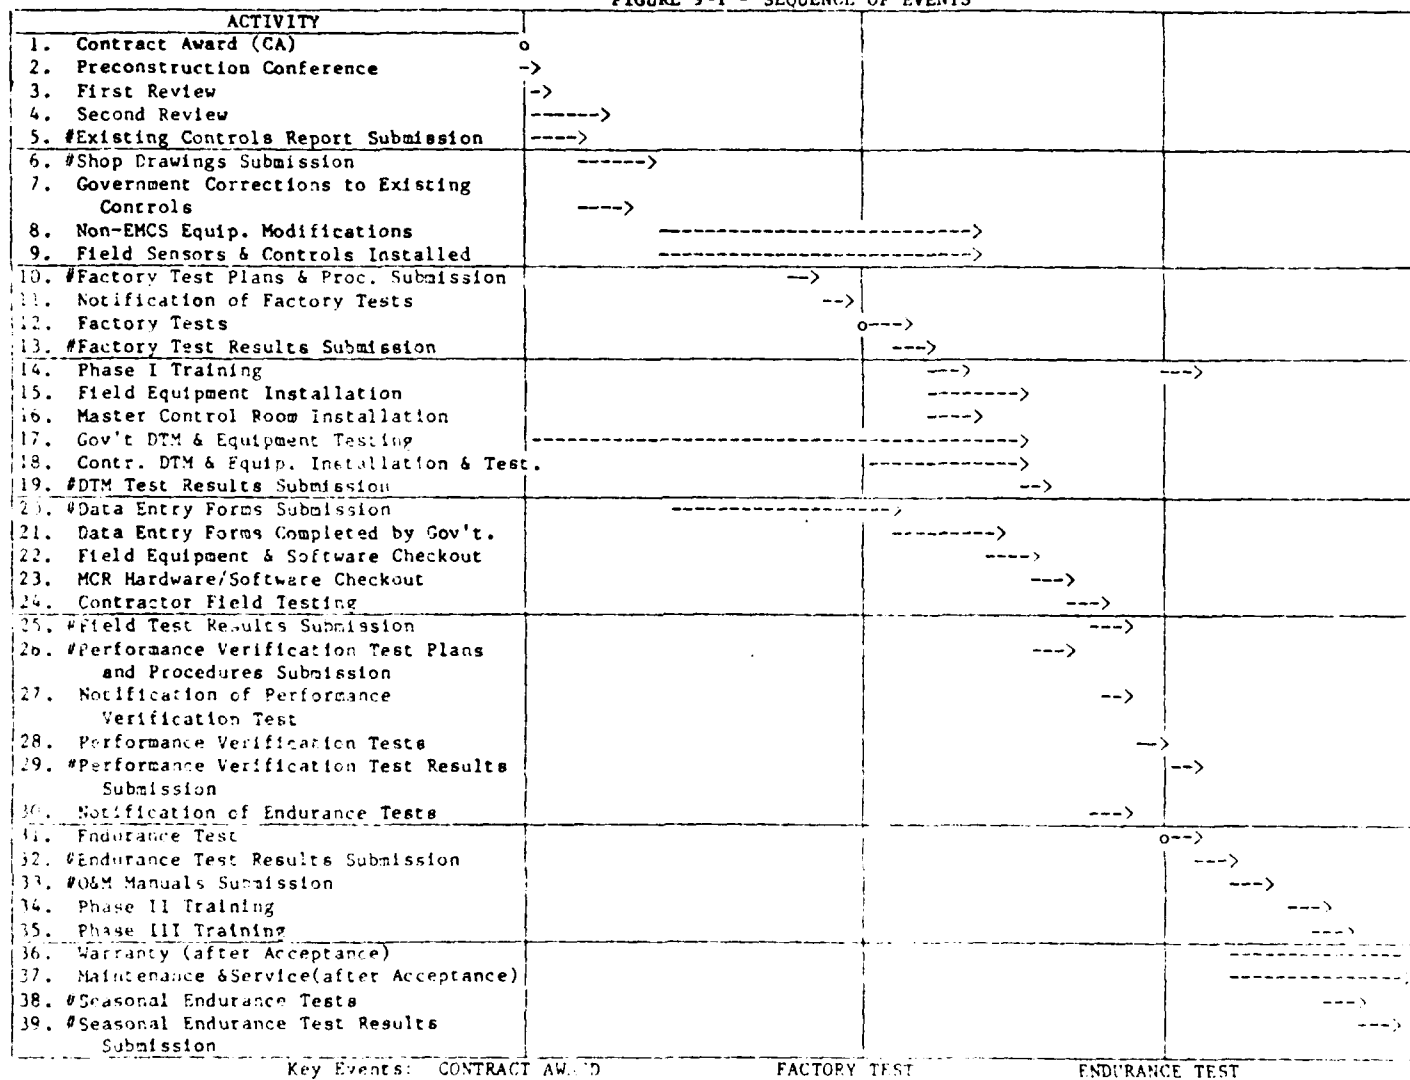 FIGURE 9-1 - SEQUENCE OF EVENTS
ACTIVITY
1. Contract Award (CA)
2. Preconstruction Conference
3. First Review
4. Second Review
5. #Existing Controls Report Submission
6. #Shop Drawings Submission
7. Government Corrections to Existing
Controls
8. Non-EMCS Equip. Modifications
9. Field Sensors & Controls Installed
10. #Factory Test Plans & Proc. Submission
11. Notification of Factory Tests
12. Factory Tests
13. #Factory Test Results Submission
14. Phase I Training
15. Field Equipment Installation
16. Master Control Room Installation
17. Gov't DTM & Equipment Testing
18. Contr. DTM & Equip. Installation & Test.
19. #DTM Test Results Submission
20. #Data Entry Forms Submission
21. Data Entry Forms Completed by Gov't.
22. Field Equipment & Software Checkout
23. MCR Hardware/Software Checkout
24. Contractor Field Testing
25. #Field Test Results Submission
26. #Performance Verification Test Plans
and Procedures Submission
27. Notification of Performance
Verification Test
28. Performance Verification Tests
29. #Performance Verification Test Results
Submission
30. Notification of Endurance Tests
31. Endurance Test
32. #Endurance Test Results Submission
33. #O&M Manuals Submission
34. Phase II Training
35. Phase III Training
36. Warranty (after Acceptance)
37. Maintenance &Service(after Acceptance)
38. #Seasonal Endurance Tests
39. #Seasonal Endurance Test Results
Submission
Key Events: CONTRACT FACTORY TEST ENDURANCE TEST